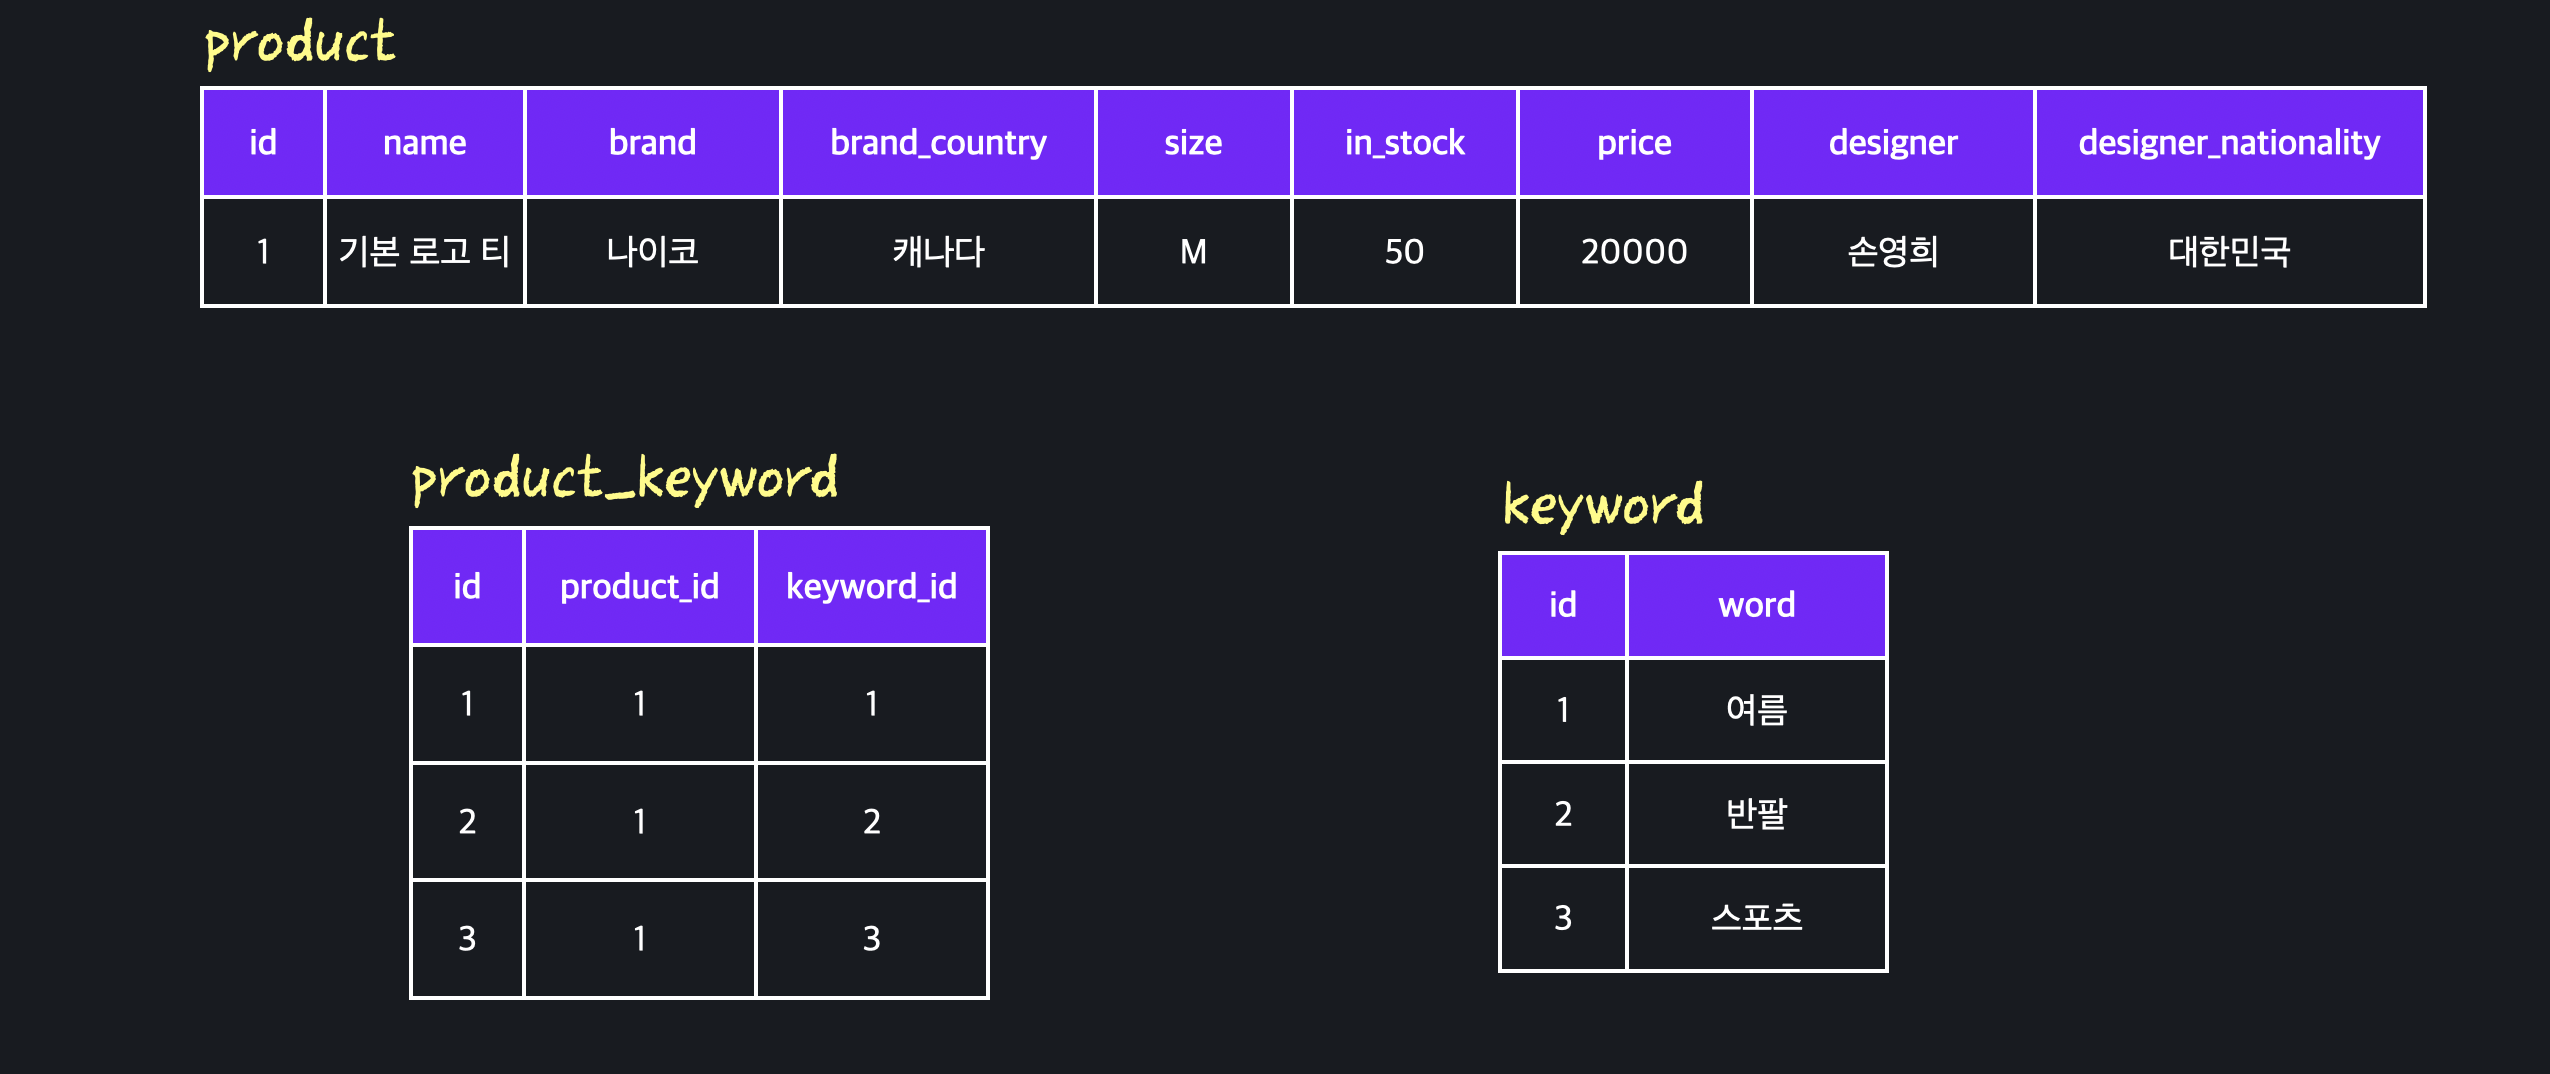 product
id name brand brand_country size in_stock price designer designer_nationality
1 기본 로고 티 나이코 캐나다 M 50 20000 손영희 대한민국
product_keyword
id product_id keyword_id
1 1 1
2 1 2
3 1 3
keyword
id word
1 여름
2 반팔
3 스포츠